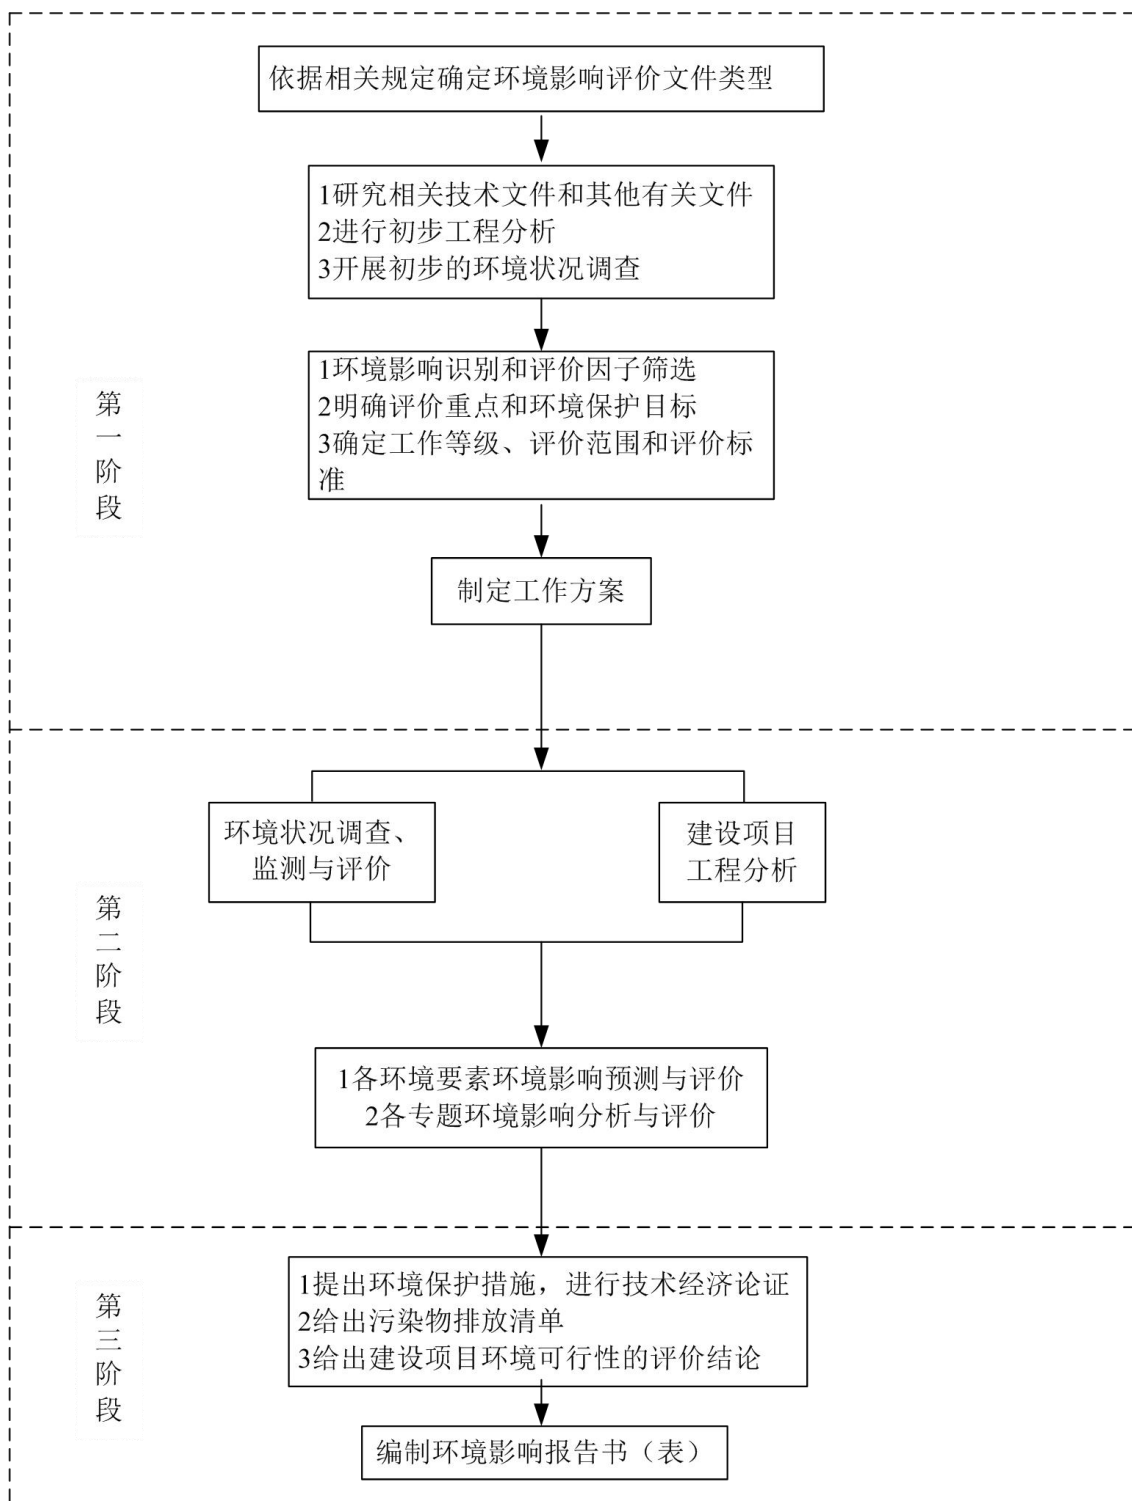 依据相关规定确定环境影响评价文件类型
1研究相关技术文件和其他有关文件
2进行初步工程分析
3开展初步的环境状况调查
1环境影响识别和评价因子筛选
2明确评价重点和环境保护目标
3确定工作等级、评价范围和评价标
准
第
一
阶
段
制定工作方案
环境状况调查、
监测与评价
建设项目
工程分析
第
二
阶
段
1各环境要素环境影响预测与评价
2各专题环境影响分析与评价
1提出环境保护措施，进行技术经济论证
2给出污染物排放清单
3给出建设项目环境可行性的评价结论
第
三
阶
段
编制环境影响报告书（表）